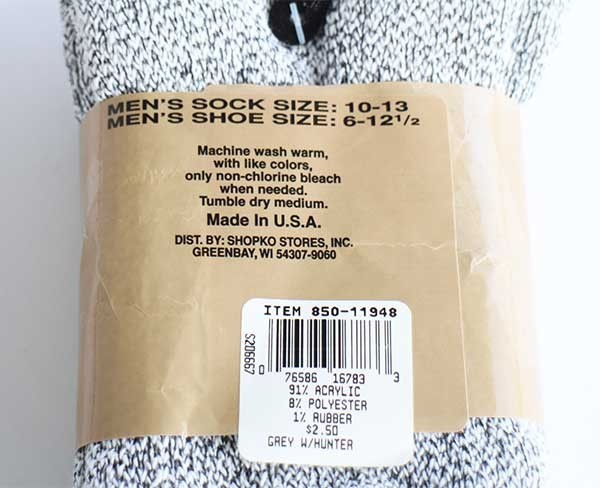 MEN'S SOCK SIZE: 10-13
MEN'S SHOE SIZE: 6-12 1/2
Machine wash warm,
with like colors,
only non-chlorine bleach
when needed.
Tumble dry medium.
Made In U.S.A.
DIST. BY: SHOPKO STORES, INC.
GREENBAY, WI 54307-9060
ITEM 850-11948
S206667
0 76586 16783 3
91% ACRYLIC
8% POLYESTER
1% RUBBER
$2.50
GREY W/HUNTER